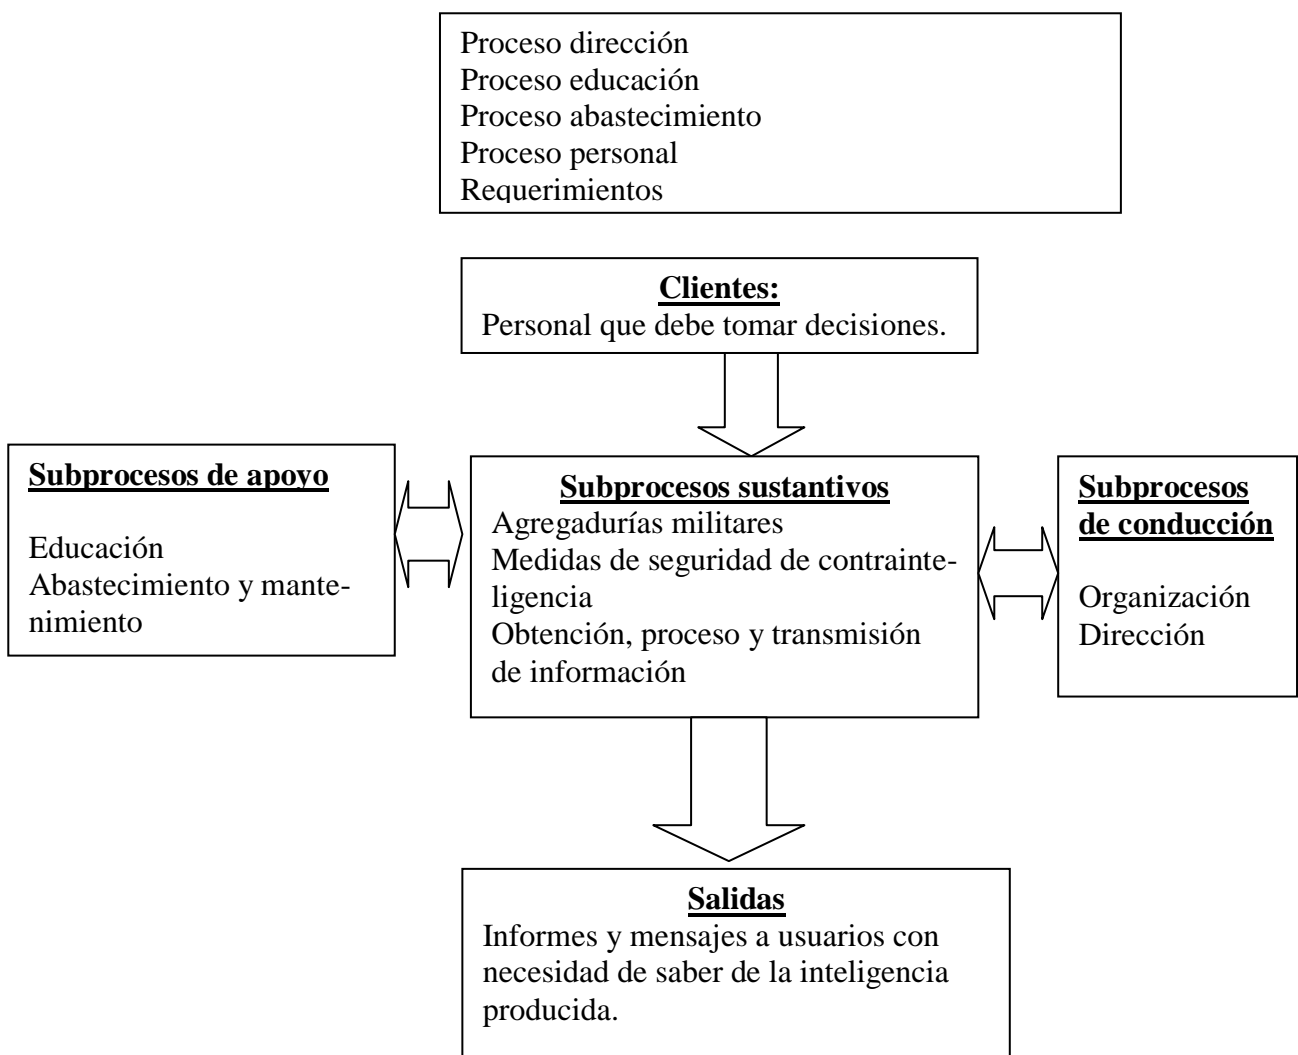 Proceso dirección
Proceso educación
Proceso abastecimiento
Proceso personal
Requerimientos
Clientes:
Personal que debe tomar decisiones.
Subprocesos de apoyo
Educación
Abastecimiento y mante-
nimiento
Subprocesos sustantivos
Agregadurías militares
Medidas de seguridad de contrainte-
ligencia
Obtención, proceso y transmisión
de información
Subprocesos
de conducción
Organización
Dirección
Salidas
Informes y mensajes a usuarios con
necesidad de saber de la inteligencia
producida.